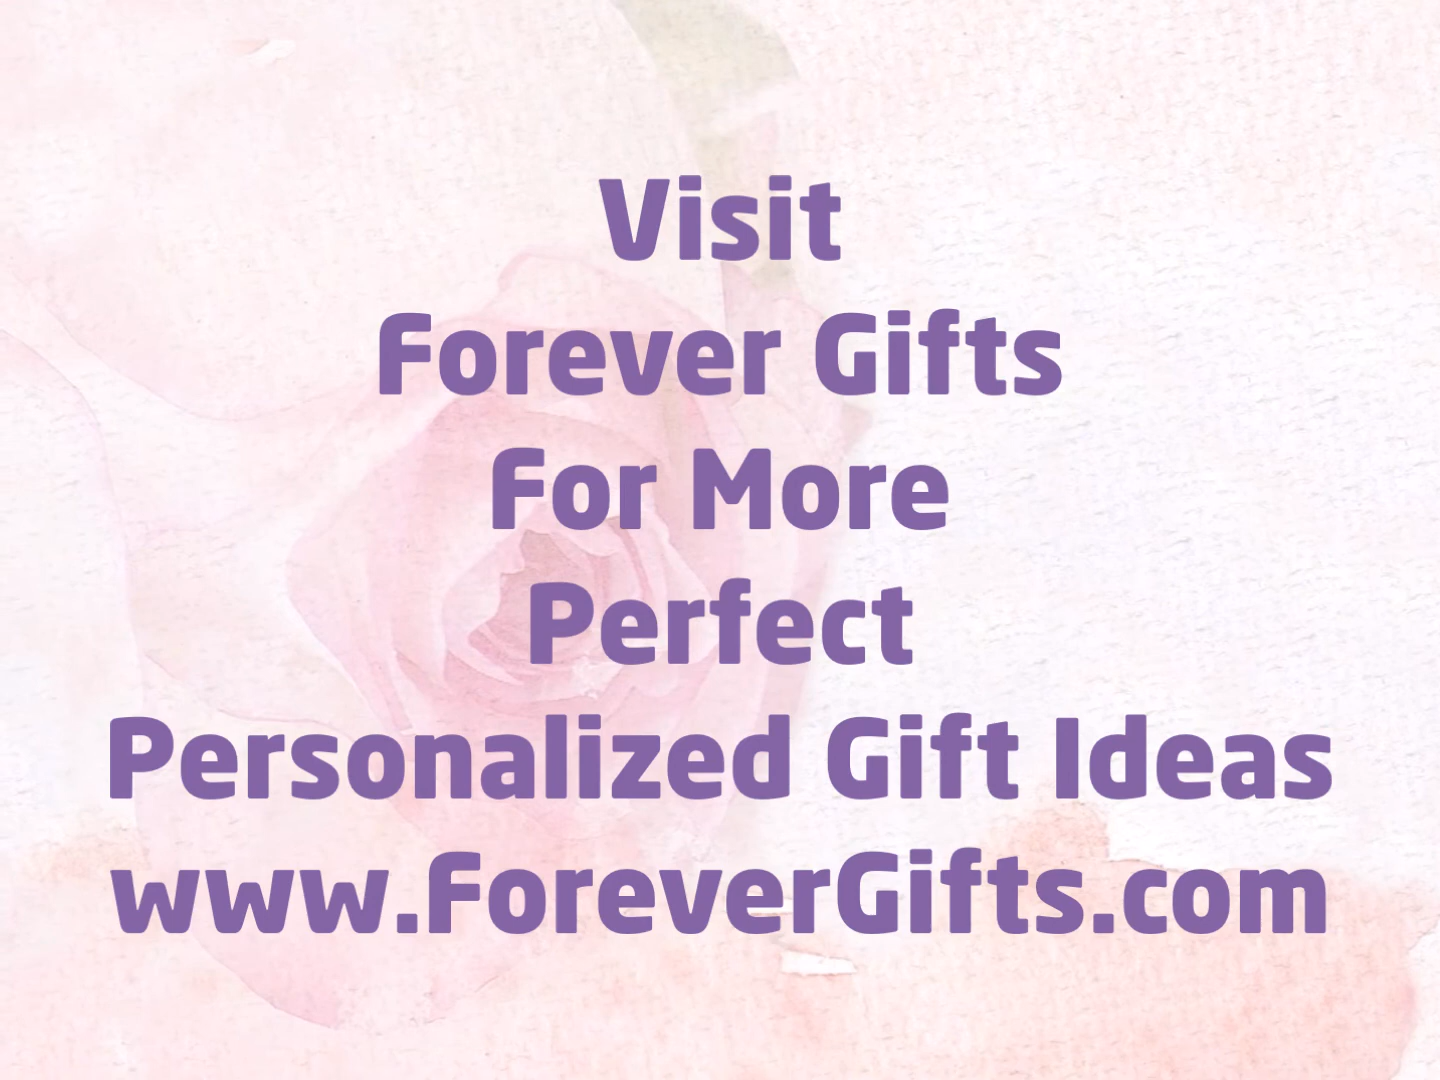 Visit
Forever Gifts
For More
Perfect
Personalized Gift Ideas
www.ForeverGifts.com